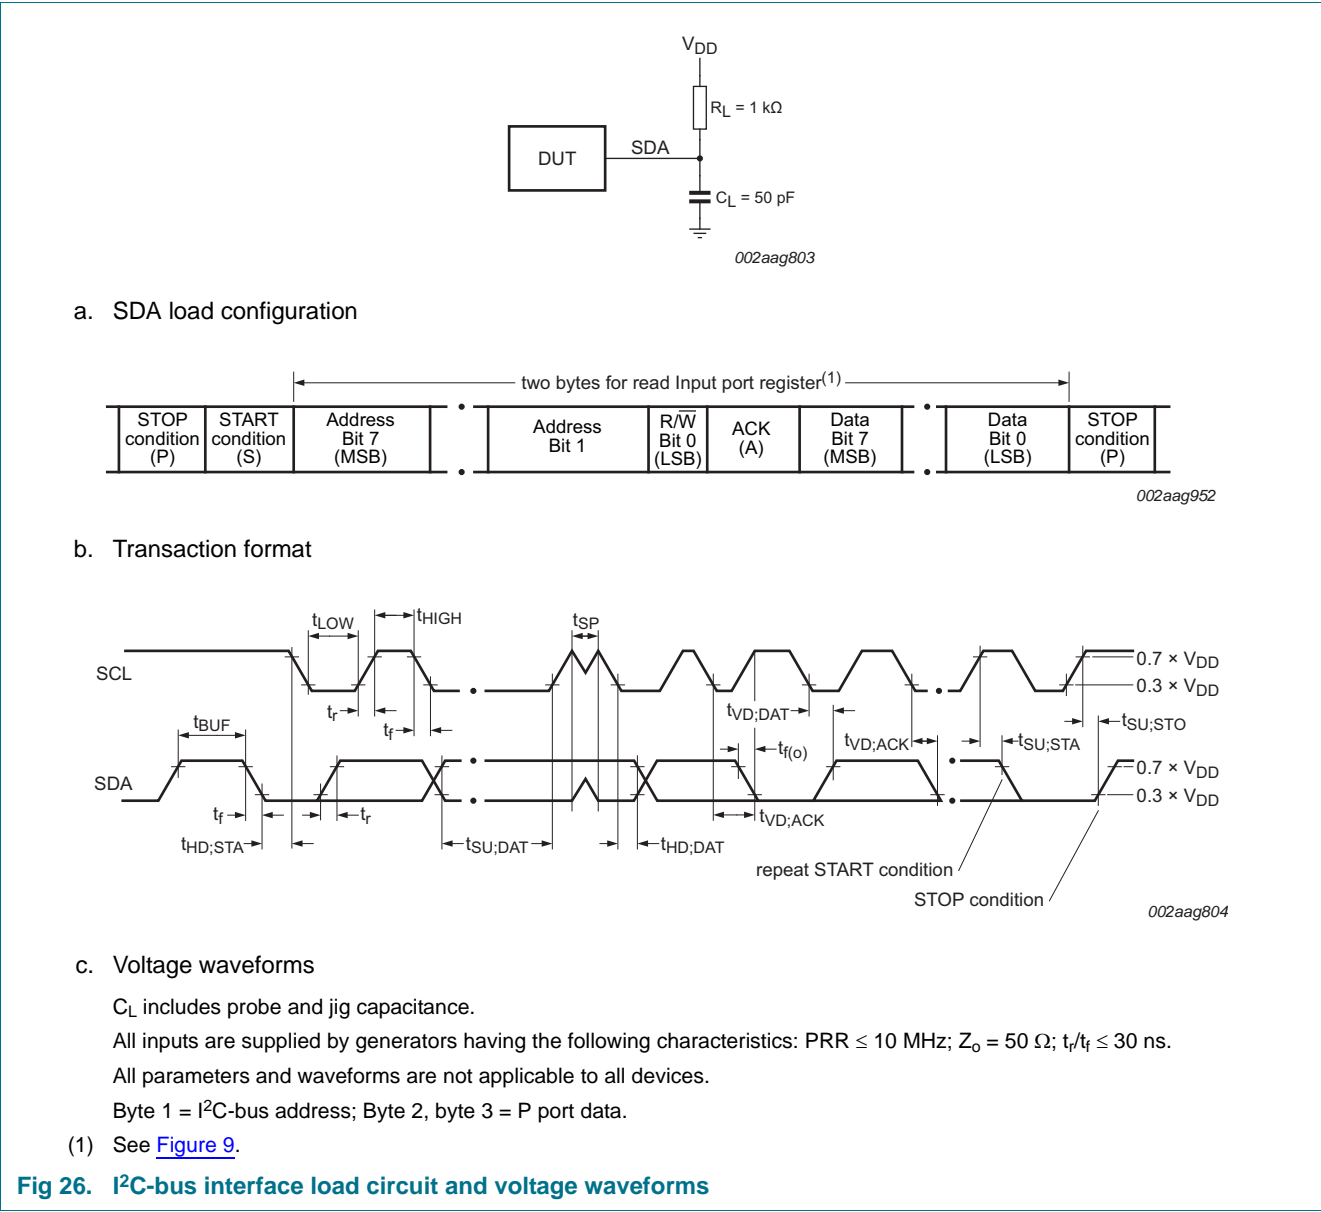 VDD
RL = 1 kΩ
DUT
SDA
CL = 50 pF
002aag803
a. SDA load configuration
two bytes for read Input port register(1)
STOP condition (P)
START condition (S)
Address Bit 7 (MSB)
Address Bit 1
R/W̅ Bit 0 (LSB)
ACK (A)
Data Bit 7 (MSB)
Data Bit 0 (LSB)
STOP condition (P)
002aag952
b. Transaction format
tLOW
tHIGH
tSP
SCL
0.7 × VDD
0.3 × VDD
tr
tf
tVD;DAT
tSU;STO
tBUF
tf(o)
tVD;ACK
tSU;STA
SDA
0.7 × VDD
0.3 × VDD
tf
tr
tVD;ACK
tHD;STA
tSU;DAT
tHD;DAT
repeat START condition
STOP condition
002aag804
c. Voltage waveforms
CL includes probe and jig capacitance.
All inputs are supplied by generators having the following characteristics: PRR ≤ 10 MHz; Zo = 50 Ω; tr/tf ≤ 30 ns.
All parameters and waveforms are not applicable to all devices.
Byte 1 = I²C-bus address; Byte 2, byte 3 = P port data.
(1) See Figure 9.
Fig 26. I²C-bus interface load circuit and voltage waveforms